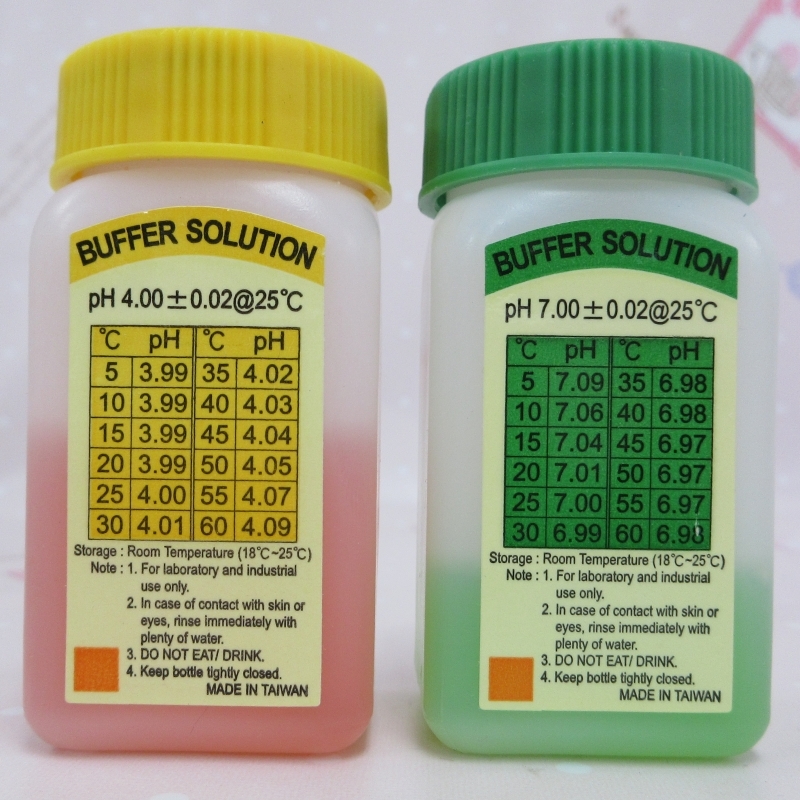 BUFFER SOLUTION
pH 4.00±0.02@25℃
℃ pH ℃ pH
5 3.99 35 4.02
10 3.99 40 4.03
15 3.99 45 4.04
20 3.99 50 4.05
25 4.00 55 4.07
30 4.01 60 4.09
Storage : Room Temperature (18℃~25℃)
Note : 1. For laboratory and industrial
use only.
2. In case of contact with skin or
eyes, rinse immediately with
plenty of water.
3. DO NOT EAT/ DRINK.
4. Keep bottle tightly closed.
MADE IN TAIWAN
BUFFER SOLUTION
pH 7.00±0.02@25℃
℃ pH ℃ pH
5 7.09 35 6.98
10 7.06 40 6.98
15 7.04 45 6.97
20 7.01 50 6.97
25 7.00 55 6.97
30 6.99 60 6.98
Storage : Room Temperature (18℃~25℃)
Note : 1. For laboratory and industrial
use only.
2. In case of contact with skin or
eyes, rinse immediately with
plenty of water.
3. DO NOT EAT/ DRINK.
4. Keep bottle tightly closed.
MADE IN TAIWAN